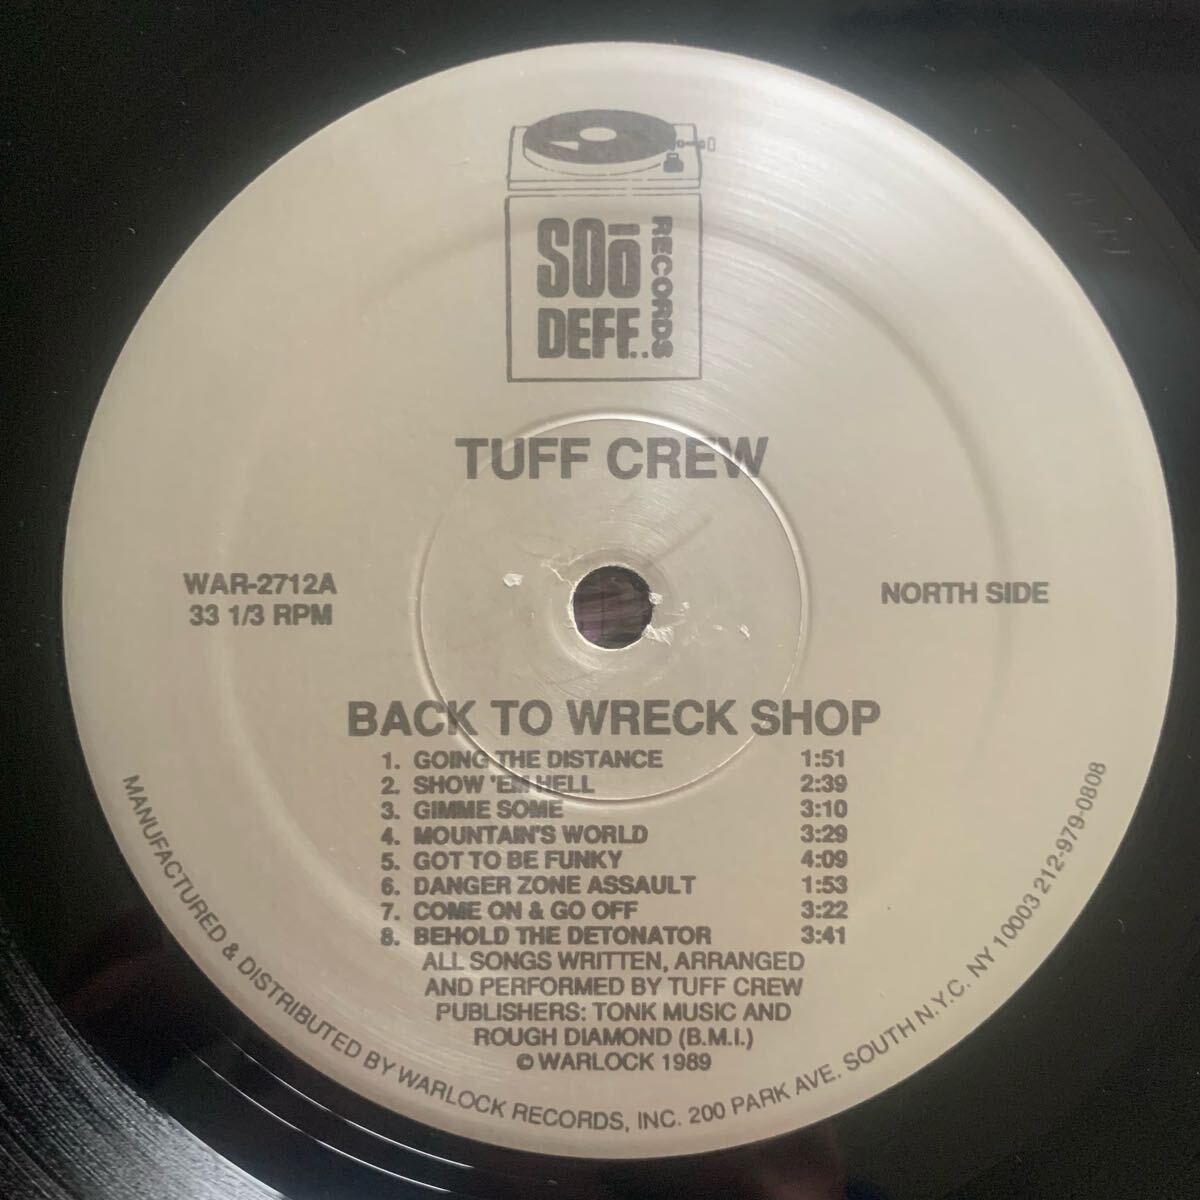 SOō
DEFF..
RECORDS
TUFF CREW
WAR-2712A
33 1/3 RPM
NORTH SIDE
BACK TO WRECK SHOP
1. GOING THE DISTANCE 1:51
2. SHOW 'EM HELL 2:39
3. GIMME SOME 3:10
4. MOUNTAIN'S WORLD 3:29
5. GOT TO BE FUNKY 4:09
6. DANGER ZONE ASSAULT 1:53
7. COME ON & GO OFF 3:22
8. BEHOLD THE DETONATOR 3:41
ALL SONGS WRITTEN, ARRANGED
AND PERFORMED BY TUFF CREW
PUBLISHERS: TONK MUSIC AND
ROUGH DIAMOND (B.M.I.)
© WARLOCK 1989
MANUFACTURED & DISTRIBUTED BY WARLOCK RECORDS, INC. 200 PARK AVE. SOUTH N.Y.C. NY 10003 212-979-0808